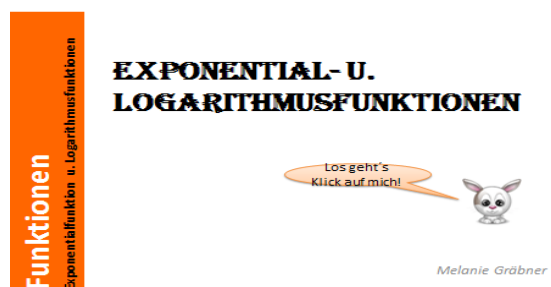 Funktionen
Exponentialfunktion u. Logarithmusfunktionen
EXPONENTIAL- U.
LOGARITHMUSFUNKTIONEN
Los geht´s
Klick auf mich!
Melanie Gräbner